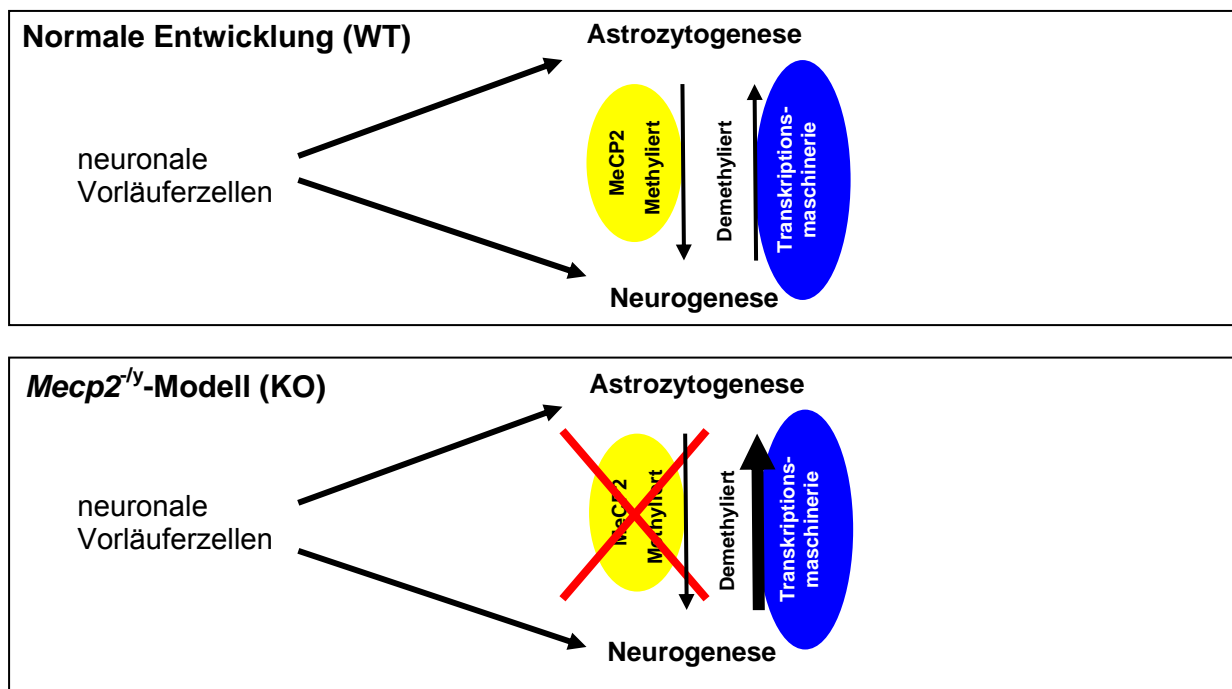 Normale Entwicklung (WT)
Astrozytogenese
neuronale
Vorläuferzellen
MeCP2
Methyliert
Demethyliert
Transkriptions-
maschinerie
Neurogenese
Mecp2-/y-Modell (KO)
Astrozytogenese
neuronale
Vorläuferzellen
MeCP2
Methyliert
Demethyliert
Transkriptions-
maschinerie
Neurogenese